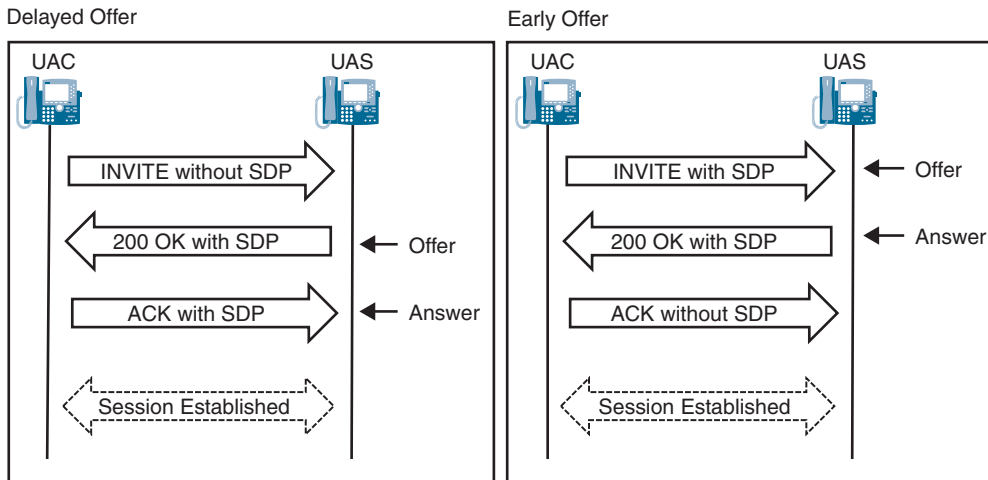 Delayed Offer
UAC UAS
INVITE without SDP
200 OK with SDP
Offer
ACK with SDP
Answer
Session Established
Early Offer
UAC UAS
INVITE with SDP
Offer
200 OK with SDP
Answer
ACK without SDP
Session Established